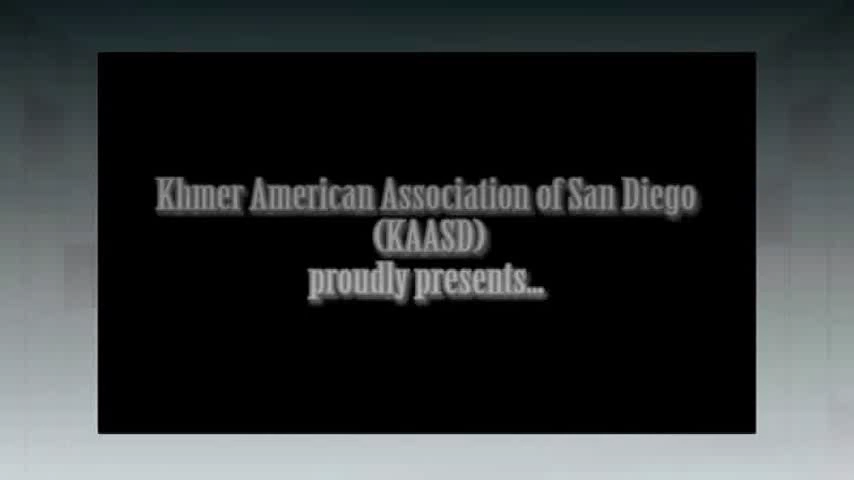 Khmer American Association of San Diego
(KAASD)
proudly presents...